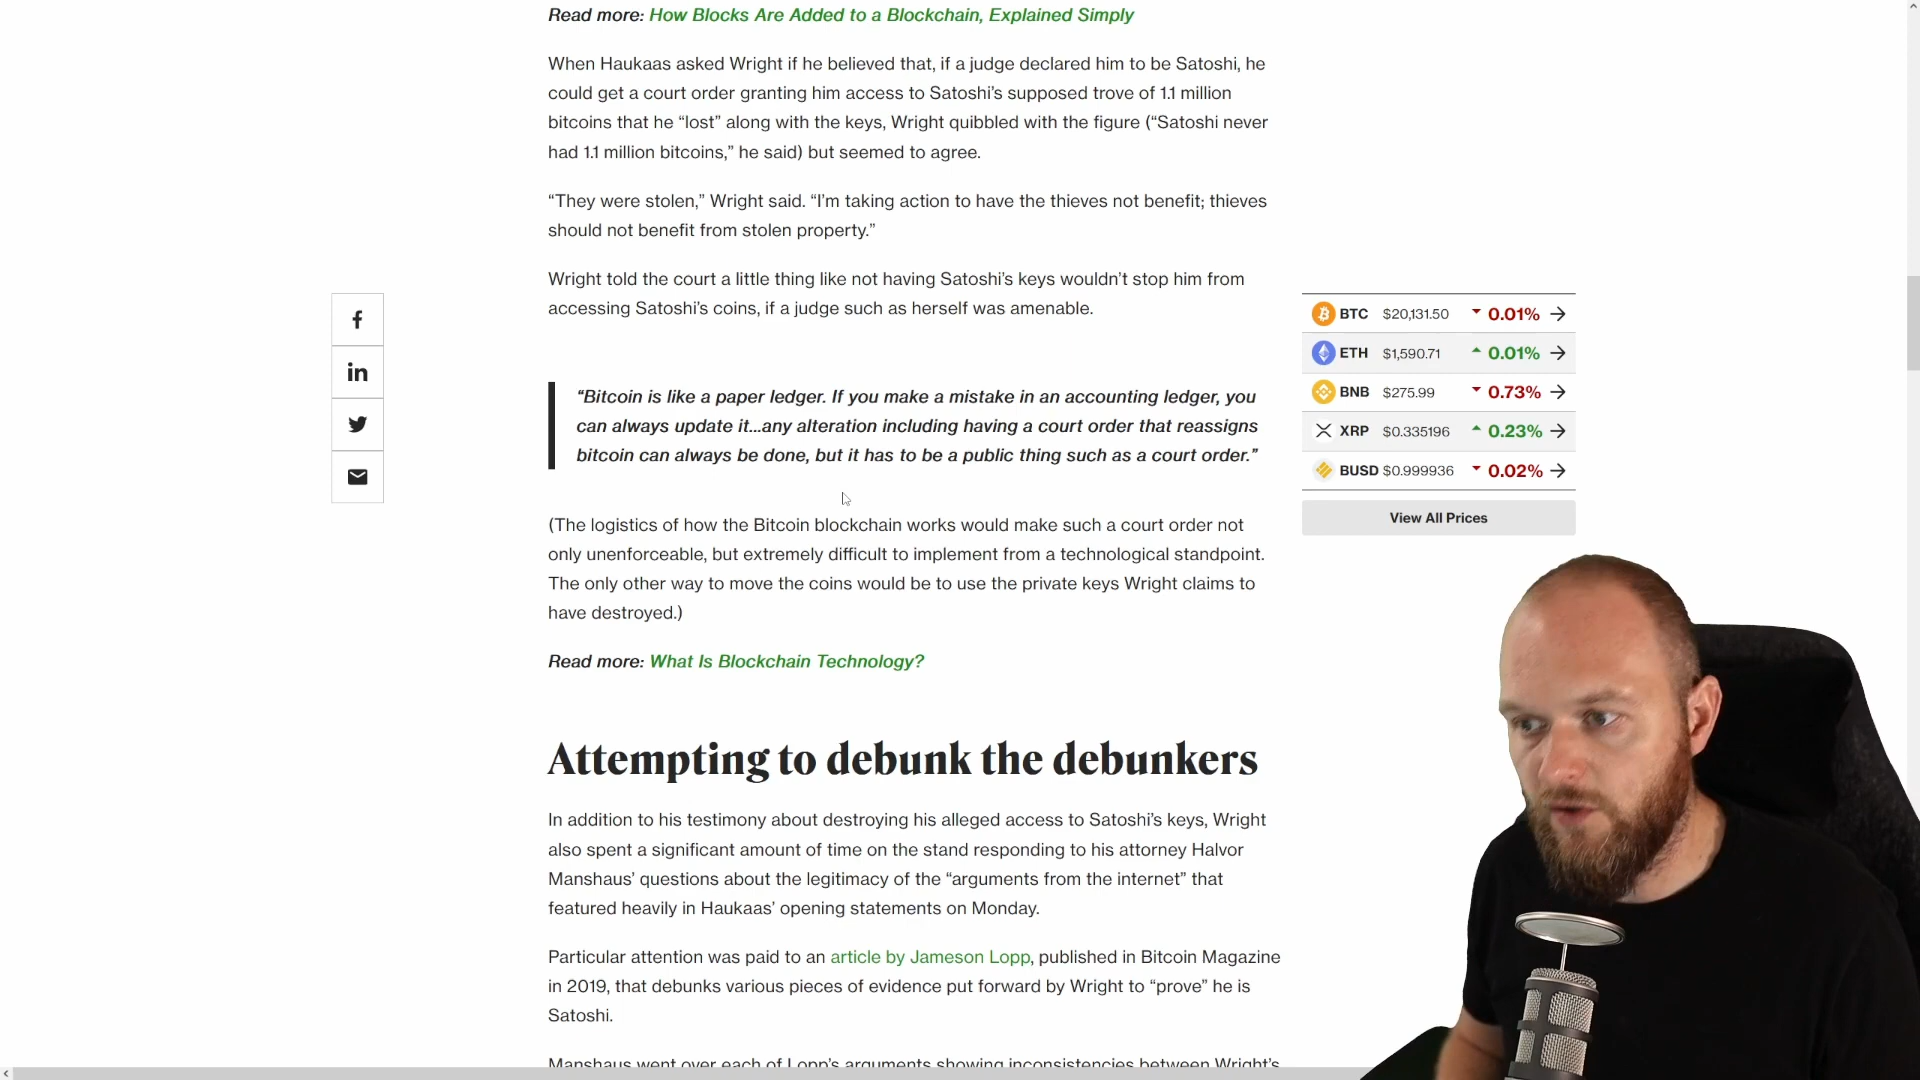 Read more: How Blocks Are Added to a Blockchain, Explained Simply
When Haukaas asked Wright if he believed that, if a judge declared him to be Satoshi, he
could get a court order granting him access to Satoshi’s supposed trove of 1.1 million
bitcoins that he “lost” along with the keys, Wright quibbled with the figure (“Satoshi never
had 1.1 million bitcoins,” he said) but seemed to agree.
“They were stolen,” Wright said. “I’m taking action to have the thieves not benefit; thieves
should not benefit from stolen property.”
Wright told the court a little thing like not having Satoshi’s keys wouldn’t stop him from
accessing Satoshi’s coins, if a judge such as herself was amenable.
“Bitcoin is like a paper ledger. If you make a mistake in an accounting ledger, you
can always update it...any alteration including having a court order that reassigns
bitcoin can always be done, but it has to be a public thing such as a court order.”
(The logistics of how the Bitcoin blockchain works would make such a court order not
only unenforceable, but extremely difficult to implement from a technological standpoint.
The only other way to move the coins would be to use the private keys Wright claims to
have destroyed.)
Read more: What Is Blockchain Technology?
Attempting to debunk the debunkers
In addition to his testimony about destroying his alleged access to Satoshi’s keys, Wright
also spent a significant amount of time on the stand responding to his attorney Halvor
Manshaus’ questions about the legitimacy of the “arguments from the internet” that
featured heavily in Haukaas’ opening statements on Monday.
Particular attention was paid to an article by Jameson Lopp, published in Bitcoin Magazine
in 2019, that debunks various pieces of evidence put forward by Wright to “prove” he is
Satoshi.
Manshaus went over each of Lopp’s arguments showing inconsistencies between Wright’s
BTC $20,131.50 0.01%
ETH $1,590.71 0.01%
BNB $275.99 0.73%
XRP $0.335196 0.23%
BUSD $0.999936 0.02%
View All Prices